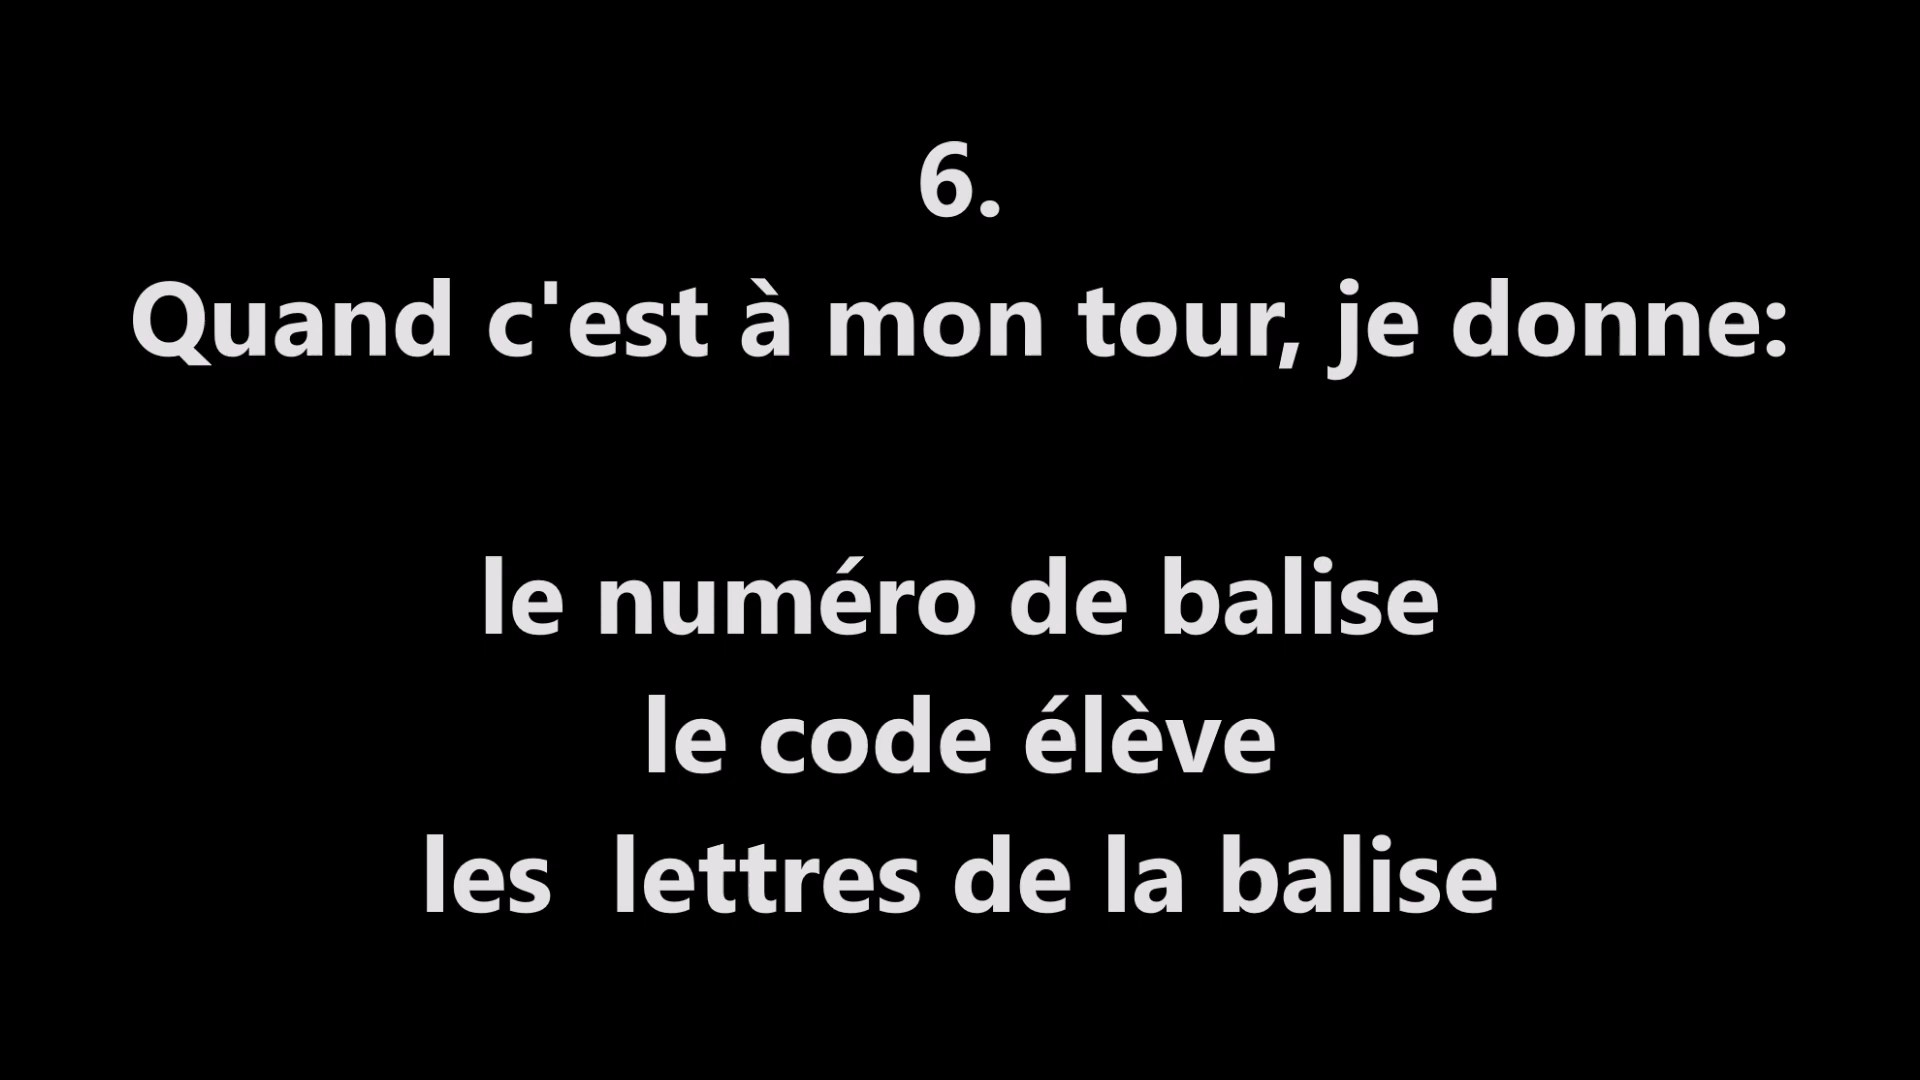 6.
Quand c'est à mon tour, je donne:
le numéro de balise
le code élève
les  lettres de la balise